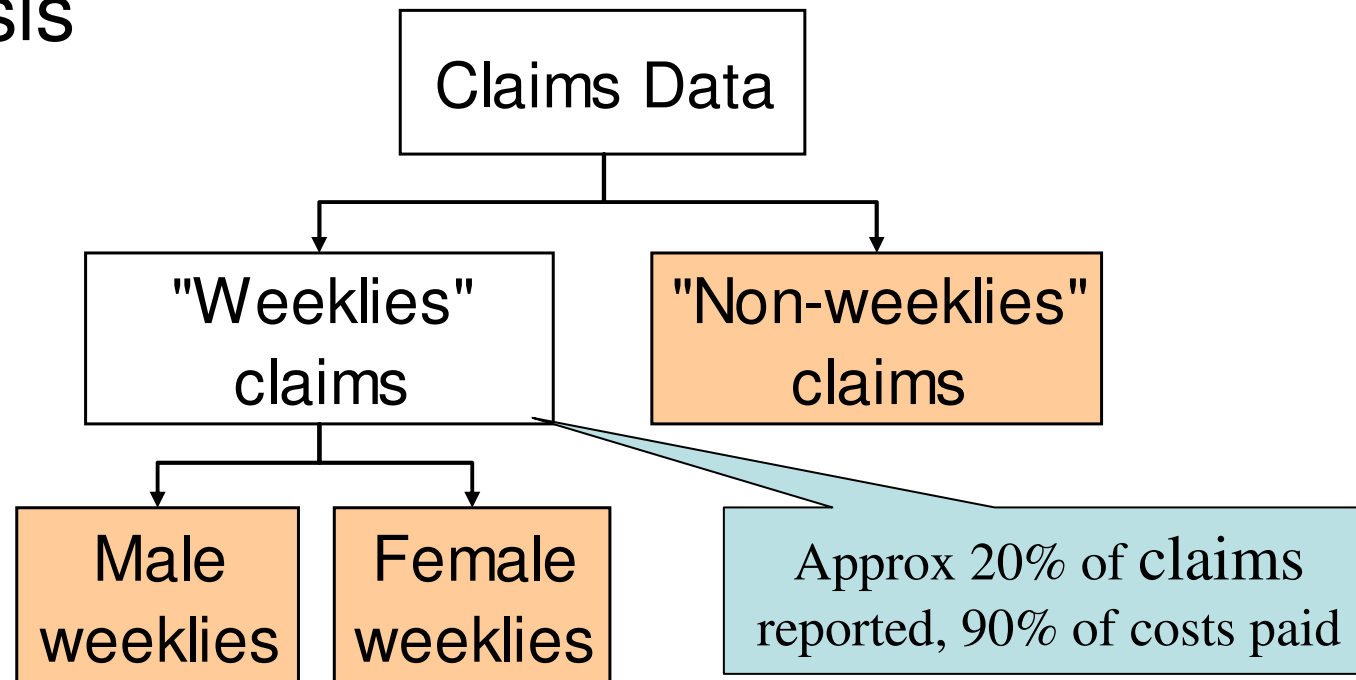 sis
Claims Data
"Weeklies"
claims
"Non-weeklies"
claims
Male
weeklies
Female
weeklies
Approx 20% of claims
reported, 90% of costs paid